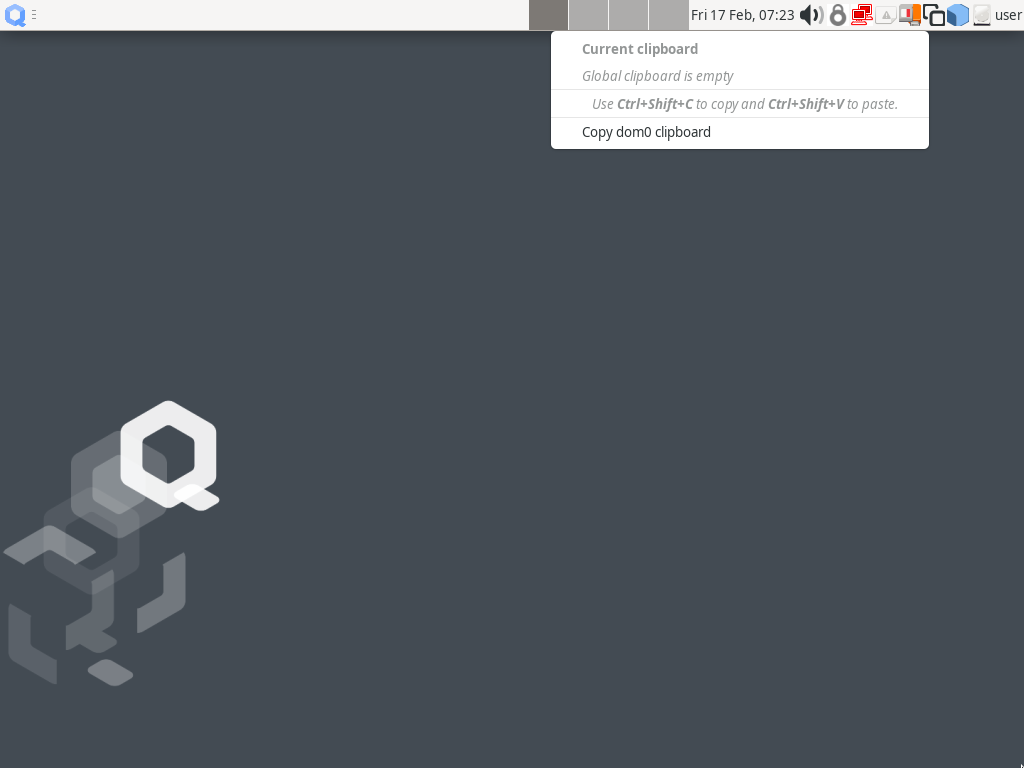 Fri 17 Feb, 07:23
user
Current clipboard
Global clipboard is empty
Use Ctrl+Shift+C to copy and Ctrl+Shift+V to paste.
Copy dom0 clipboard